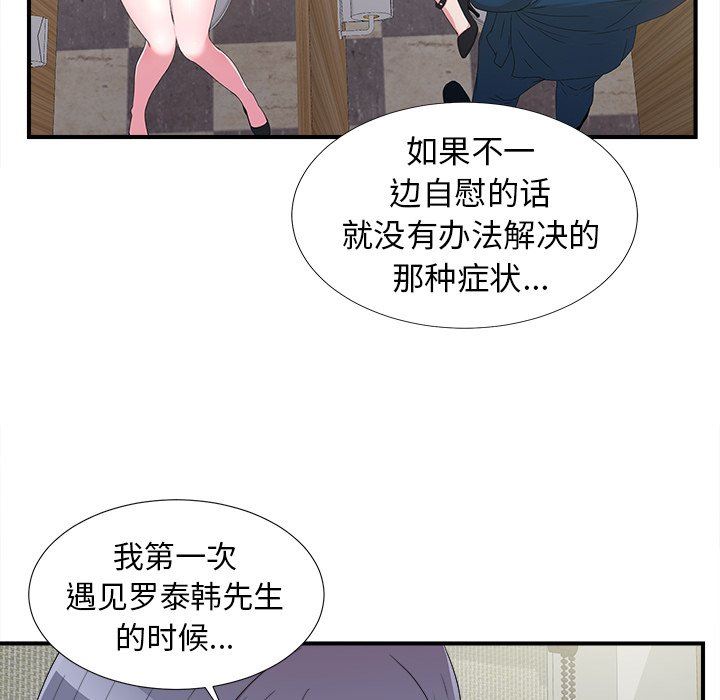 如果不一
边自慰的话
就没有办法解决的
那种症状...
我第一次
遇见罗泰韩先生
的时候...